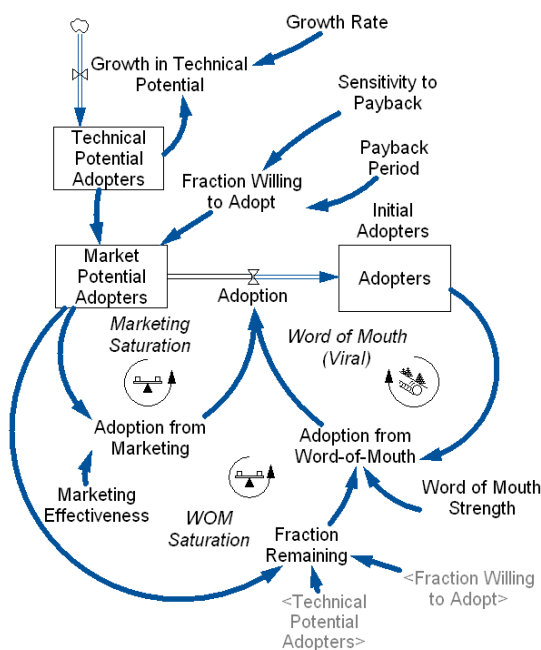 Growth Rate
Growth in Technical
Potential
Sensitivity to
Payback
Technical
Potential
Adopters
Payback
Period
Fraction Willing
to Adopt
Initial
Adopters
Market
Potential
Adopters
Adopters
Adoption
Marketing
Saturation
Word of Mouth
(Viral)
Adoption from
Marketing
Adoption from
Word-of-Mouth
Marketing
Effectiveness
WOM
Saturation
Word of Mouth
Strength
Fraction
Remaining
<Fraction Willing
to Adopt>
<Technical
Potential
Adopters>